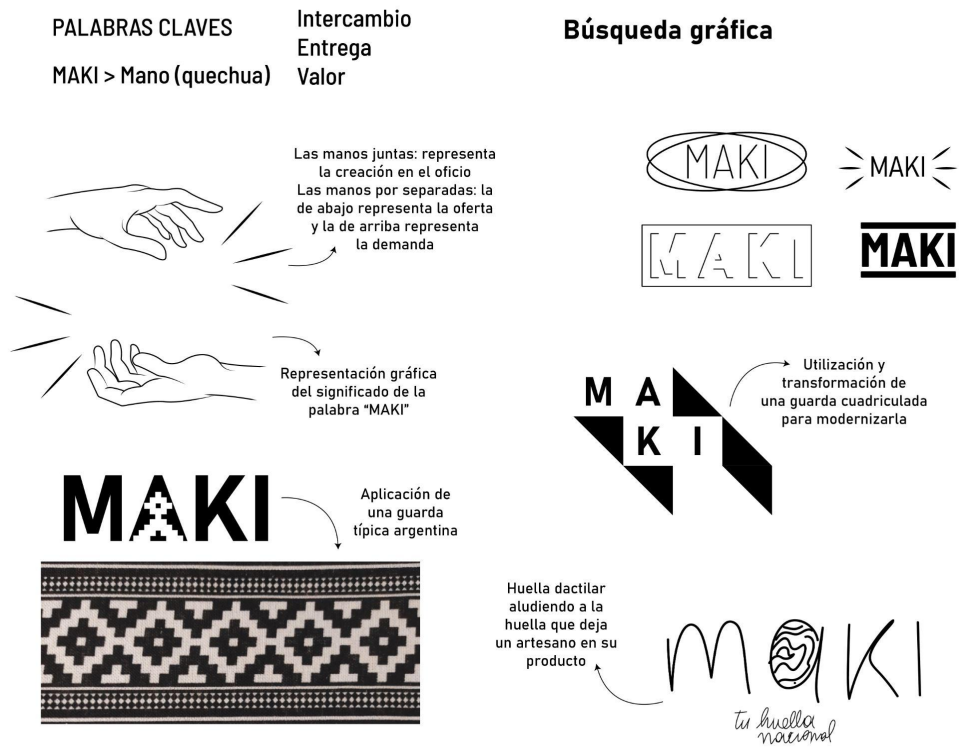 PALABRAS CLAVES
MAKI > Mano (quechua)
Intercambio
Entrega
Valor
Búsqueda gráfica
Las manos juntas: representa
la creación en el oficio
Las manos por separadas: la
de abajo representa la oferta
y la de arriba representa
la demanda
Representación gráfica
del significado de la
palabra “MAKI”
MAKI
Aplicación de
una guarda
típica argentina
MAKI
MAKI
MAKI
MAKI
MA
KI
Utilización y
transformación de
una guarda cuadriculada
para modernizarla
Huella dactilar
aludiendo a la
huella que deja
un artesano en su
producto
maki
tu huella
nacional